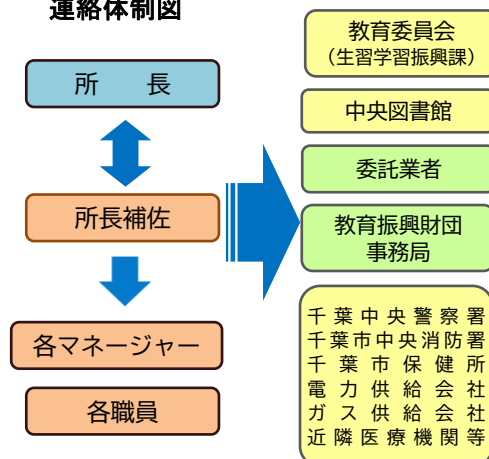 連絡体制図
所　長
所長補佐
各マネージャー
各職員
教育委員会
（生習学習振興課）
中央図書館
委託業者
教育振興財団
事務局
千葉中央警察署
千葉市中央消防署
千葉市保健所
電力供給会社
ガス供給会社
近隣医療機関等